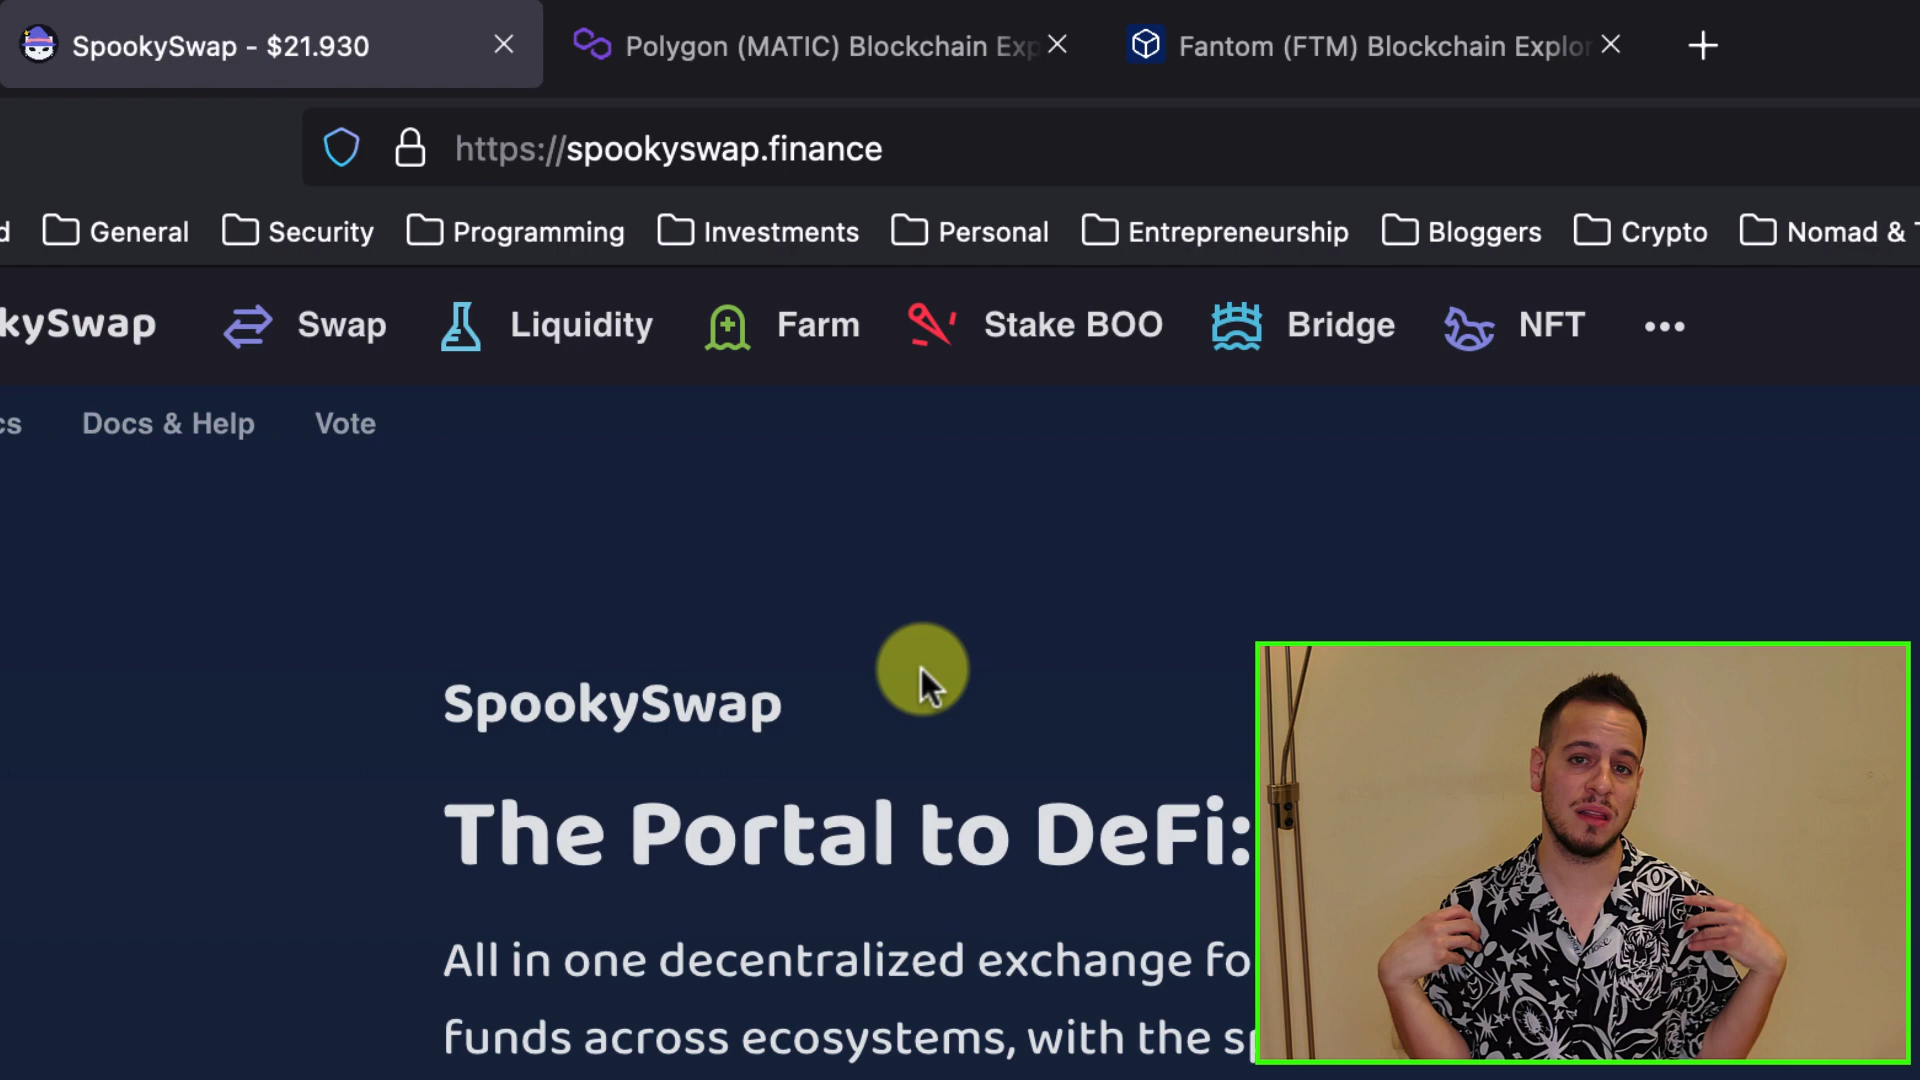 SpookySwap - $21.930
Polygon (MATIC) Blockchain Exp
Fantom (FTM) Blockchain Explor
https://spookyswap.finance
d General Security Programming Investments Personal Entrepreneurship Bloggers Crypto Nomad & T
kySwap Swap Liquidity Farm Stake BOO Bridge NFT
cs Docs & Help Vote
SpookySwap
The Portal to DeFi:
All in one decentralized exchange fo
funds across ecosystems, with the sp